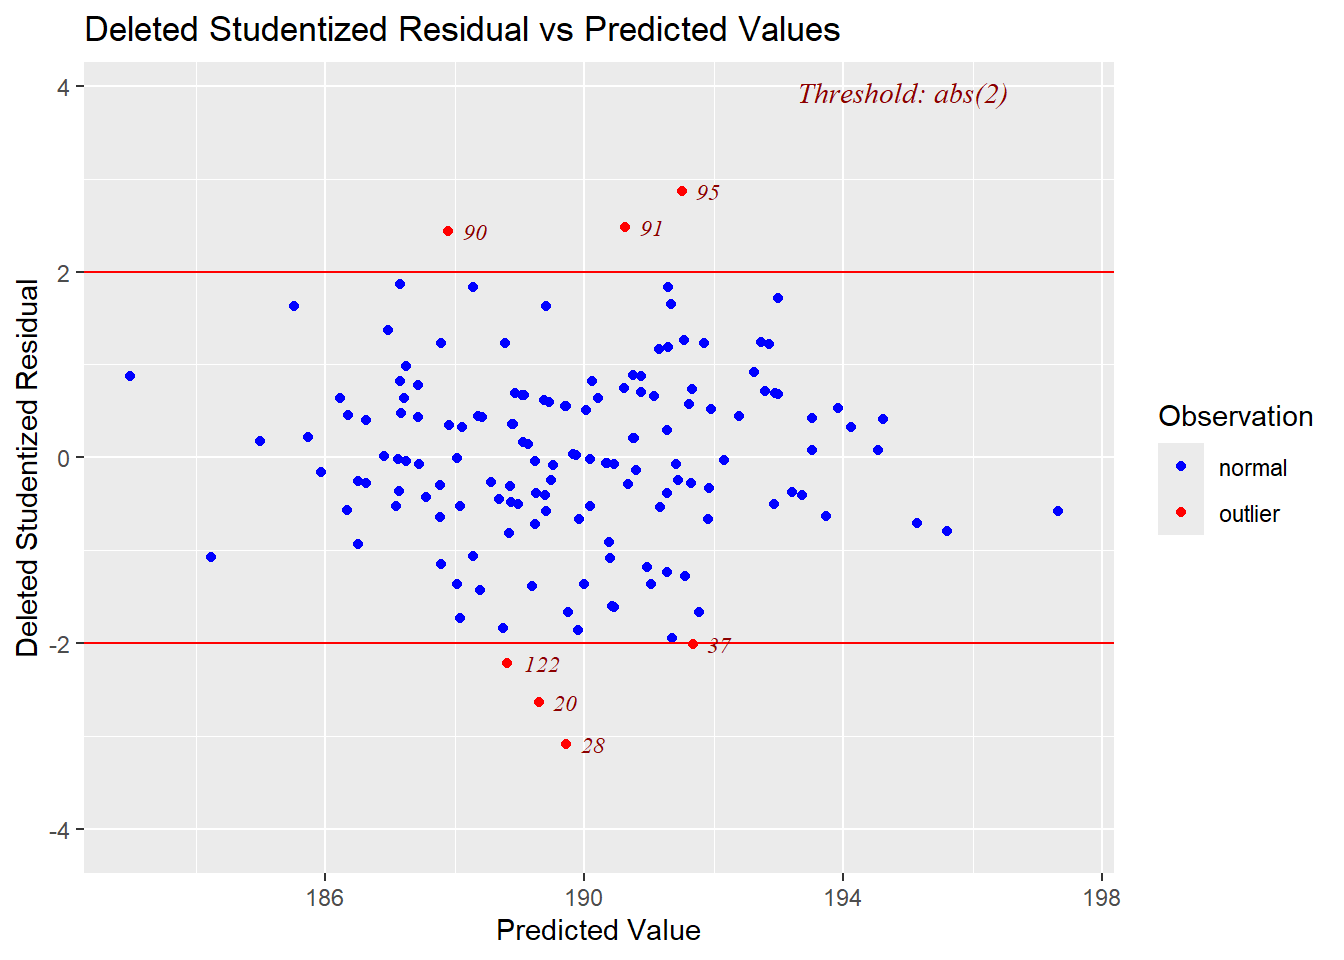 Deleted Studentized Residual vs Predicted Values
Deleted Studentized Residual
4
2
0
-2
-4
Threshold: abs(2)
95
91
90
37
122
20
28
186
190
194
198
Predicted Value
Observation
normal
outlier